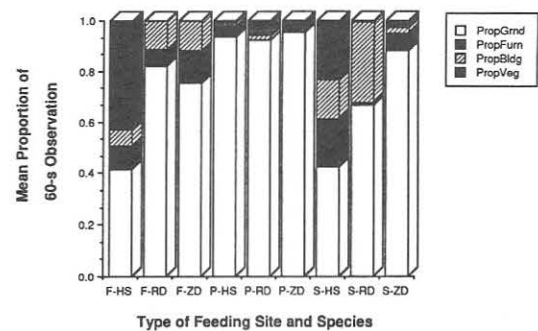 1.0
0.8
0.6
0.4
0.2
0.0
Mean Proportion of
60-s Observation
F-HS F-RD F-ZD P-HS P-RD P-ZD S-HS S-RD S-ZD
Type of Feeding Site and Species
PropGrnd
PropFurn
PropBldg
PropVeg